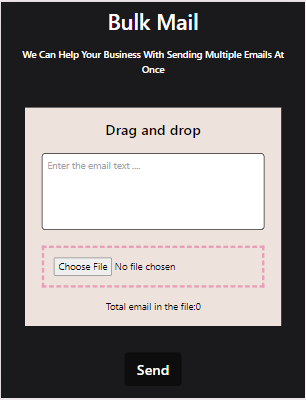 Bulk Mail
We Can Help Your Business With Sending Multiple Emails At
Once
Drag and drop
Enter the email text ....
Choose File No file chosen
Total email in the file:0
Send